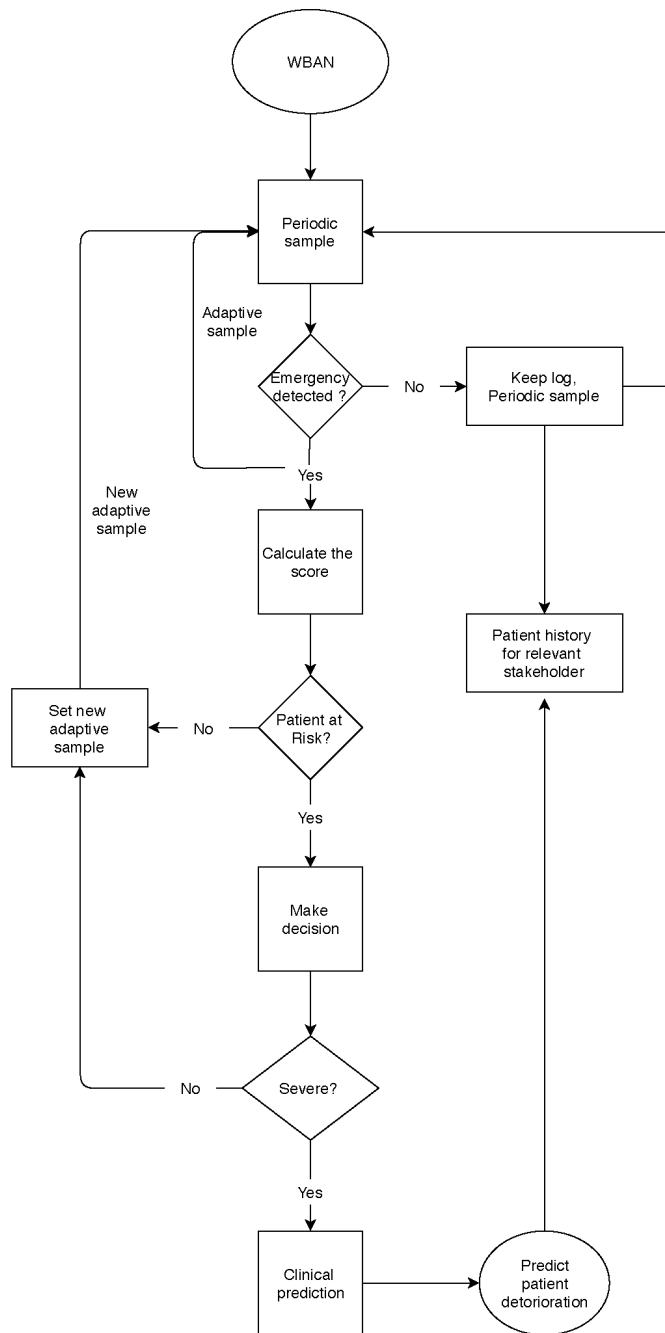 WBAN
Periodic
sample
Adaptive
sample
Emergency
detected ?
No
Keep log,
Periodic sample
Yes
New
adaptive
sample
Calculate the
score
Patient history
for relevant
stakeholder
Set new
adaptive
sample
No
Patient at
Risk?
Yes
Make
decision
No
Severe?
Yes
Clinical
prediction
Predict
patient
detorioration